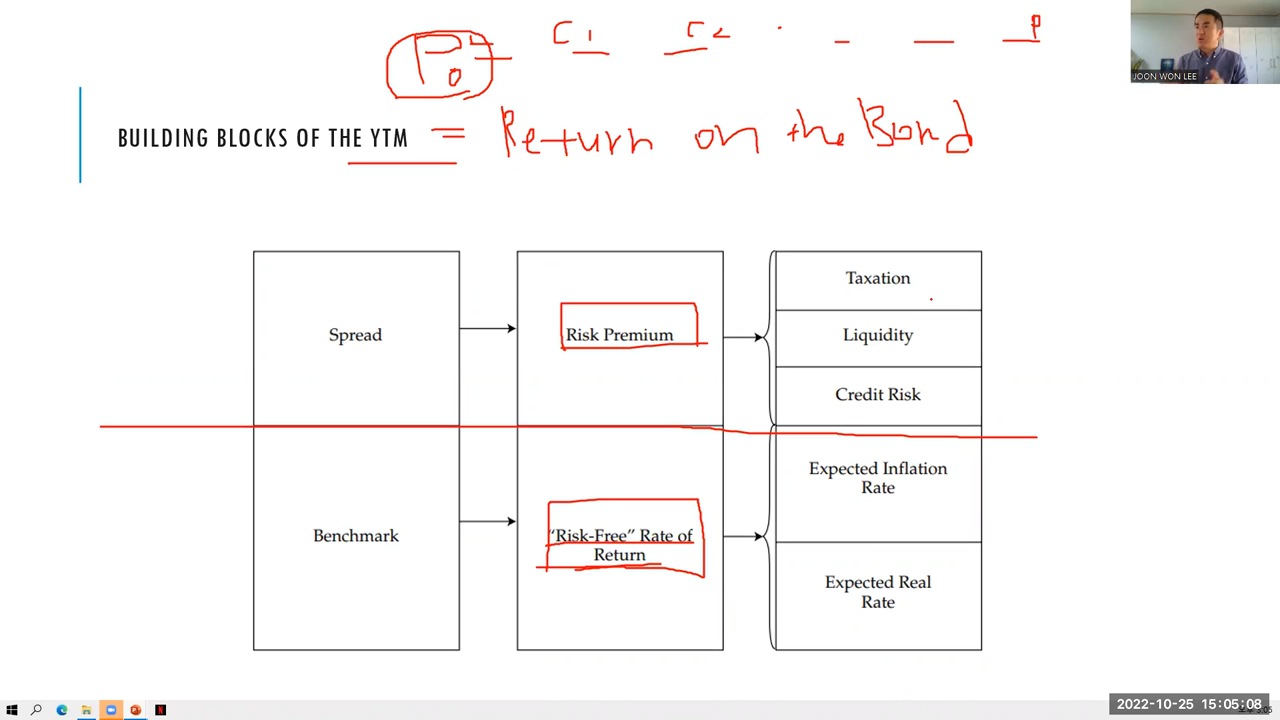 P0 = C1 C2 P
JOON WON LEE
BUILDING BLOCKS OF THE YTM = Return on the Bond
Spread
Risk Premium
Taxation
Liquidity
Credit Risk
Benchmark
“Risk-Free” Rate of
Return
Expected Inflation
Rate
Expected Real
Rate
2022-10-25 15:05:08